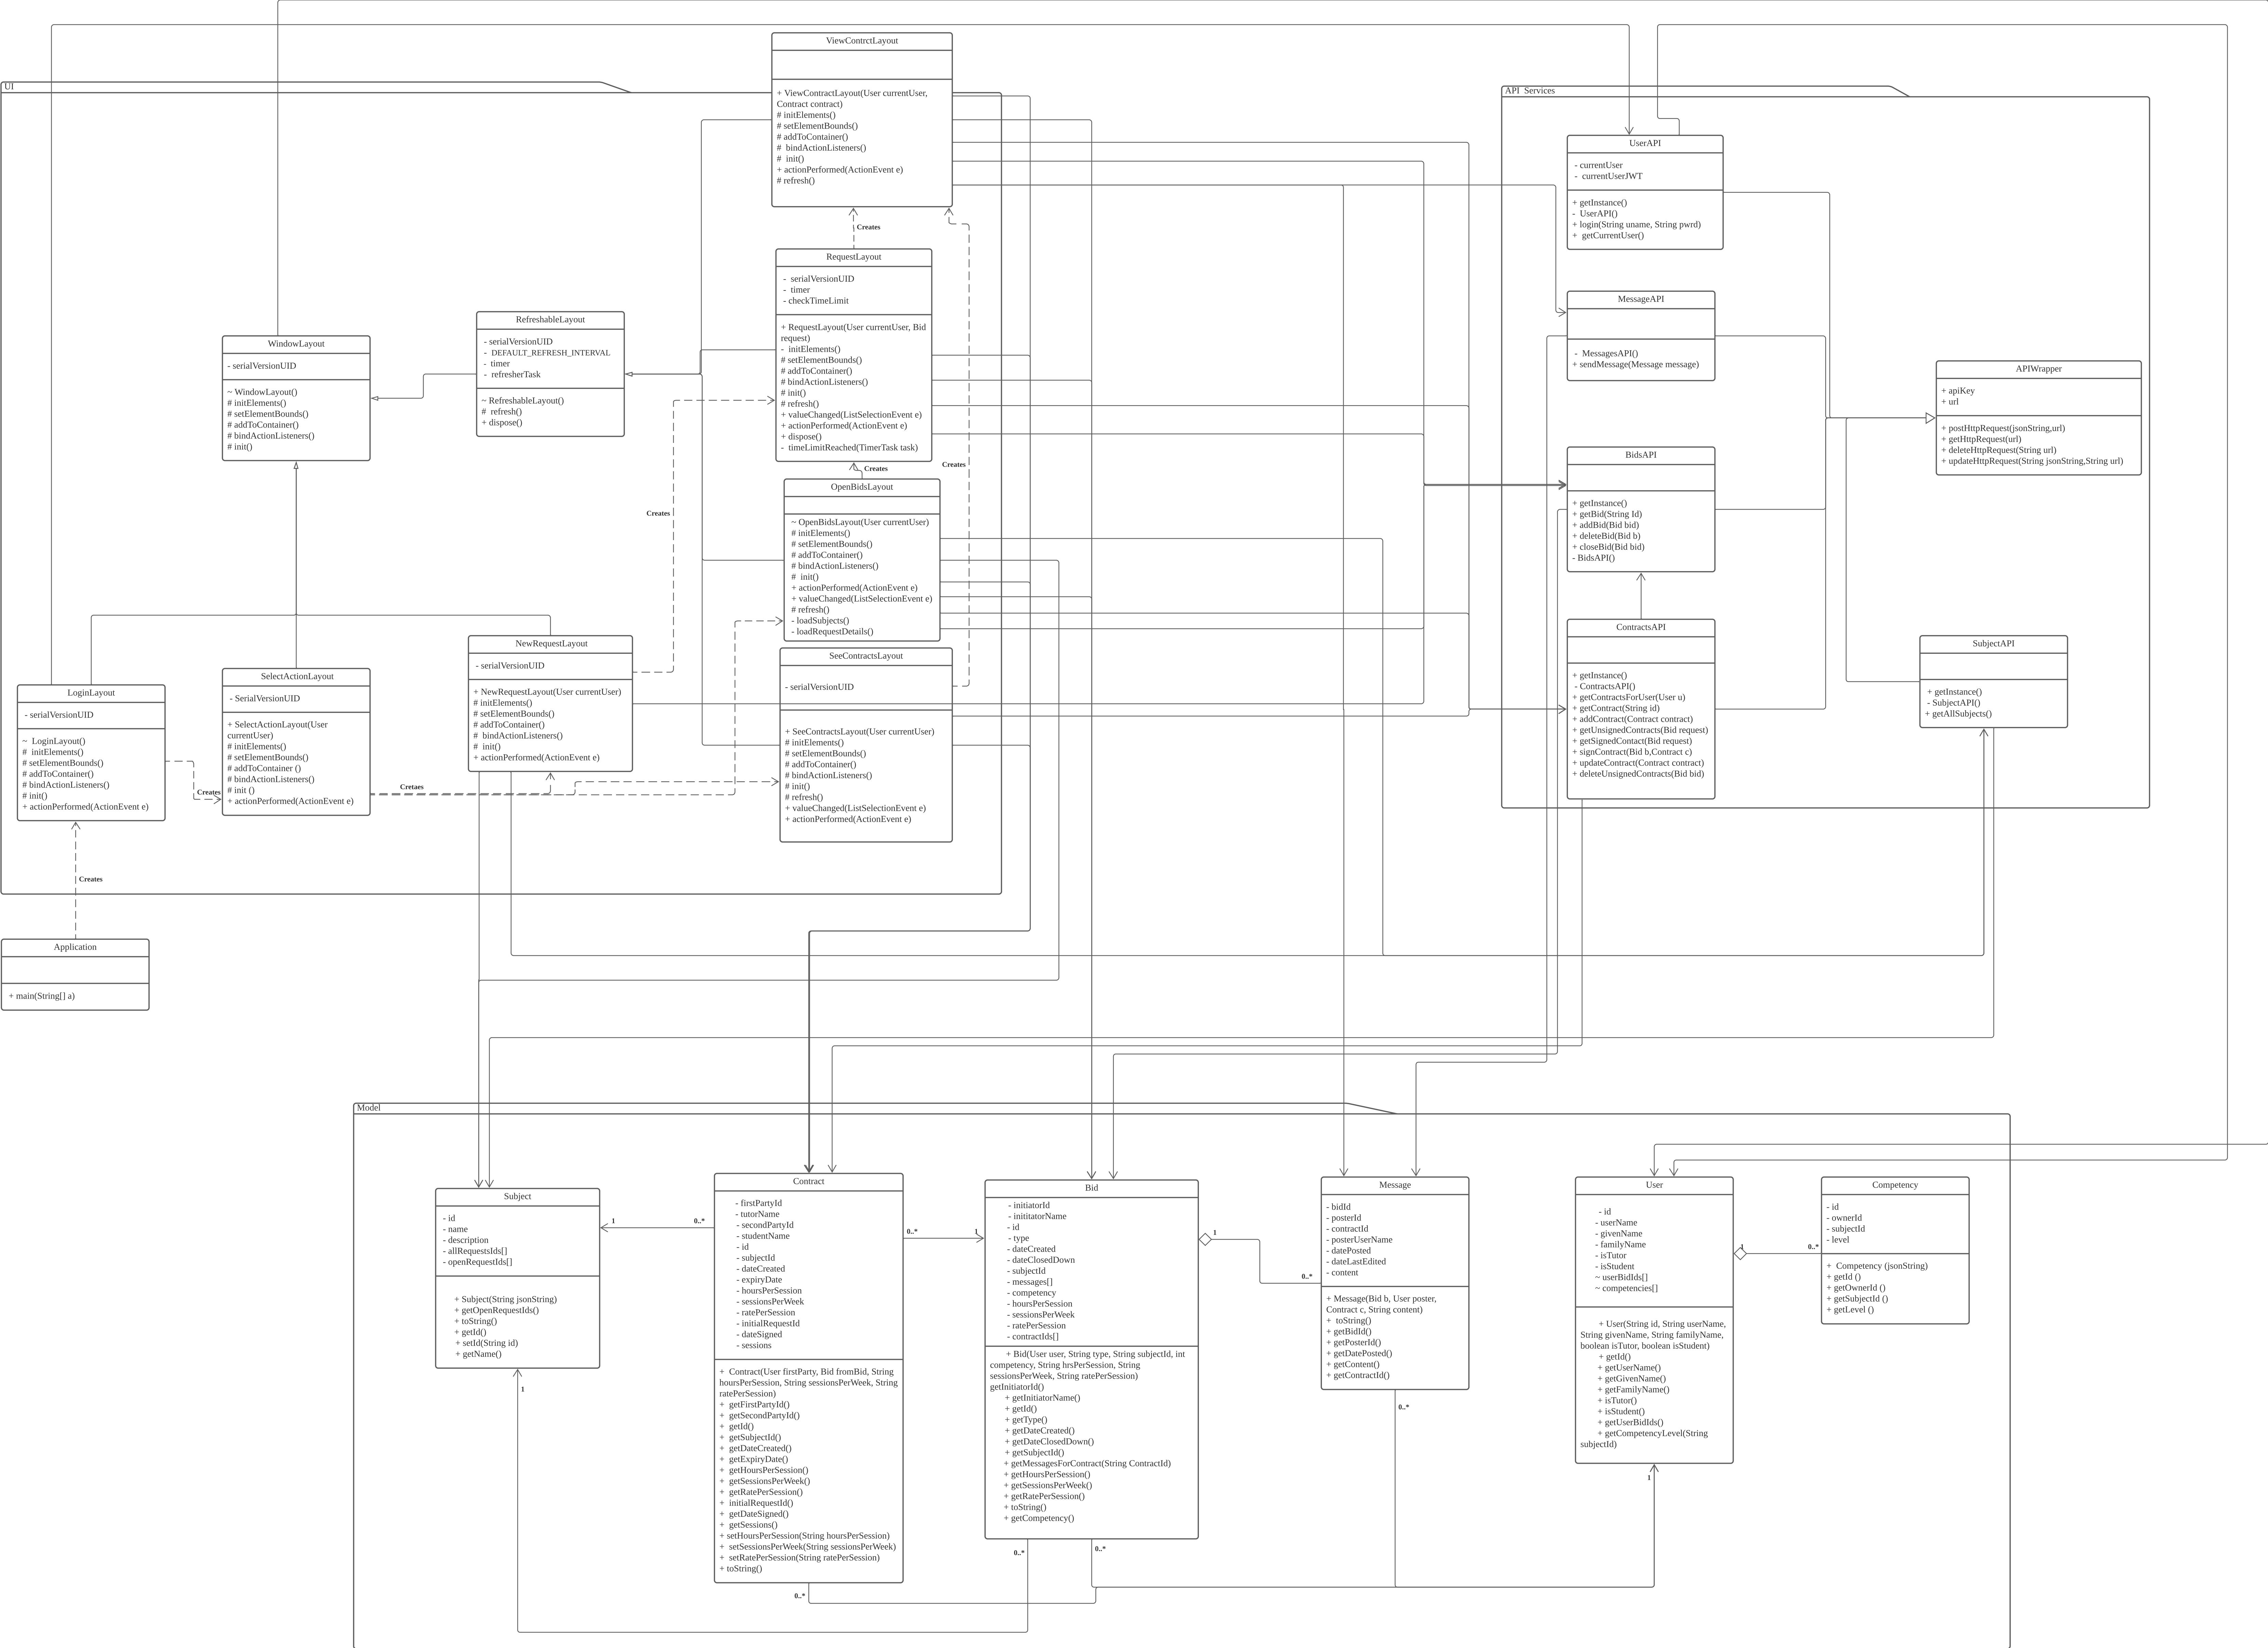 UI
ViewContrctLayout
+ ViewContractLayout(User currentUser,
Contract contract)
# initElements()
# setElementBounds()
# addToContainer()
#  bindActionListeners()
#  init()
+ actionPerformed(ActionEvent e)
# refresh()
Creates
RequestLayout
-  serialVersionUID
-  timer
- checkTimeLimit
+ RequestLayout(User currentUser, Bid
request)
-  initElements()
# setElementBounds()
# addToContainer()
# bindActionListeners()
# init()
# refresh()
+ valueChanged(ListSelectionEvent e)
+ actionPerformed(ActionEvent e)
+ dispose()
-  timeLimitReached(TimerTask task)
Creates
Creates
Creates
RefreshableLayout
- serialVersionUID
-  DEFAULT_REFRESH_INTERVAL
-  timer
-  refresherTask
~ RefreshableLayout()
#  refresh()
+ dispose()
WindowLayout
- serialVersionUID
~ WindowLayout()
# initElements()
# setElementBounds()
# addToContainer()
# bindActionListeners()
# init()
OpenBidsLayout
~ OpenBidsLayout(User currentUser)
# initElements()
# setElementBounds()
# addToContainer()
# bindActionListeners()
#  init()
+ actionPerformed(ActionEvent e)
+ valueChanged(ListSelectionEvent e)
# refresh()
- loadSubjects()
- loadRequestDetails()
SeeContractsLayout
- serialVersionUID
+ SeeContractsLayout(User currentUser)
# initElements()
# setElementBounds()
# addToContainer()
# bindActionListeners()
# init()
# refresh()
+ valueChanged(ListSelectionEvent e)
+ actionPerformed(ActionEvent e)
NewRequestLayout
- serialVersionUID
+ NewRequestLayout(User currentUser)
# initElements()
# setElementBounds()
# addToContainer()
#  bindActionListeners()
#  init()
+ actionPerformed(ActionEvent e)
SelectActionLayout
- SerialVersionUID
+ SelectActionLayout(User
currentUser)
# initElements()
# setElementBounds()
# addToContainer ()
# bindActionListeners()
# init ()
+ actionPerformed(ActionEvent e)
Cretaes
LoginLayout
- serialVersionUID
~  LoginLayout()
#  initElements()
# setElementBounds()
# addToContainer()
# bindActionListeners()
# init()
+ actionPerformed(ActionEvent e)
Creates
Creates
Application
+ main(String[] a)
API  Services
UserAPI
- currentUser
-  currentUserJWT
+ getInstance()
-  UserAPI()
+ login(String uname, String pwrd)
+  getCurrentUser()
MessageAPI
-  MessagesAPI()
+ sendMessage(Message message)
APIWrapper
+ apiKey
+ url
+ postHttpRequest(jsonString,url)
+ getHttpRequest(url)
+ deleteHttpRequest(String url)
+ updateHttpRequest(String jsonString,String url)
BidsAPI
+ getInstance()
+ getBid(String Id)
+ addBid(Bid bid)
+ deleteBid(Bid b)
+ closeBid(Bid bid)
- BidsAPI()
ContractsAPI
+ getInstance()
- ContractsAPI()
+ getContractsForUser(User u)
+ getContract(String id)
+ addContract(Contract contract)
+ getUnsignedContracts(Bid request)
+ getSignedContact(Bid request)
+ signContract(Bid b,Contract c)
+ updateContract(Contract contract)
+ deleteUnsignedContracts(Bid bid)
SubjectAPI
+ getInstance()
- SubjectAPI()
+ getAllSubjects()
Model
Subject
- id
- name
- description
- allRequestsIds[]
- openRequestIds[]
+ Subject(String jsonString)
+ getOpenRequestIds()
+ toString()
+ getId()
+ setId(String id)
+ getName()
1
0..*
1
Contract
- firstPartyId
- tutorName
- secondPartyId
- studentName
- id
- subjectId
- dateCreated
- expiryDate
- hoursPerSession
- sessionsPerWeek
- ratePerSession
- initialRequestId
- dateSigned
- sessions
+  Contract(User firstParty, Bid fromBid, String
hoursPerSession, String sessionsPerWeek, String
ratePerSession)
+  getFirstPartyId()
+  getSecondPartyId()
+  getId()
+  getSubjectId()
+  getDateCreated()
+  getExpiryDate()
+  getHoursPerSession()
+  getSessionsPerWeek()
+  getRatePerSession()
+  initialRequestId()
+  getDateSigned()
+  getSessions()
+ setHoursPerSession(String hoursPerSession)
+  setSessionsPerWeek(String sessionsPerWeek)
+  setRatePerSession(String ratePerSession)
+ toString()
0..*
0..*
1
Bid
- initiatorId
- inititatorName
- id
- type
- dateCreated
- dateClosedDown
- subjectId
- messages[]
- competency
- hoursPerSession
- sessionsPerWeek
- ratePerSession
- contractIds[]
+ Bid(User user, String type, String subjectId, int
competency, String hrsPerSession, String
sessionsPerWeek, String ratePerSession)
getInitiatorId()
+ getInitiatorName()
+ getId()
+ getType()
+ getDateCreated()
+ getDateClosedDown()
+ getSubjectId()
+ getMessagesForContract(String ContractId)
+ getHoursPerSession()
+ getSessionsPerWeek()
+ getRatePerSession()
+ toString()
+ getCompetency()
0..*
0..*
1
0..*
Message
- bidId
- posterId
- contractId
- posterUserName
- datePosted
- dateLastEdited
- content
+ Message(Bid b, User poster,
Contract c, String content)
+  toString()
+ getBidId()
+ getPosterId()
+ getDatePosted()
+ getContent()
+ getContractId()
0..*
User
- id
- userName
- givenName
- familyName
- isTutor
- isStudent
~ userBidIds[]
~ competencies[]
+ User(String id, String userName,
String givenName, String familyName,
boolean isTutor, boolean isStudent)
+ getId()
+ getUserName()
+ getGivenName()
+ getFamilyName()
+ isTutor()
+ isStudent()
+ getUserBidIds()
+ getCompetencyLevel(String
subjectId)
1
1
0..*
Competency
- id
- ownerId
- subjectId
- level
+  Competency (jsonString)
+ getId ()
+ getOwnerId ()
+ getSubjectId ()
+ getLevel ()